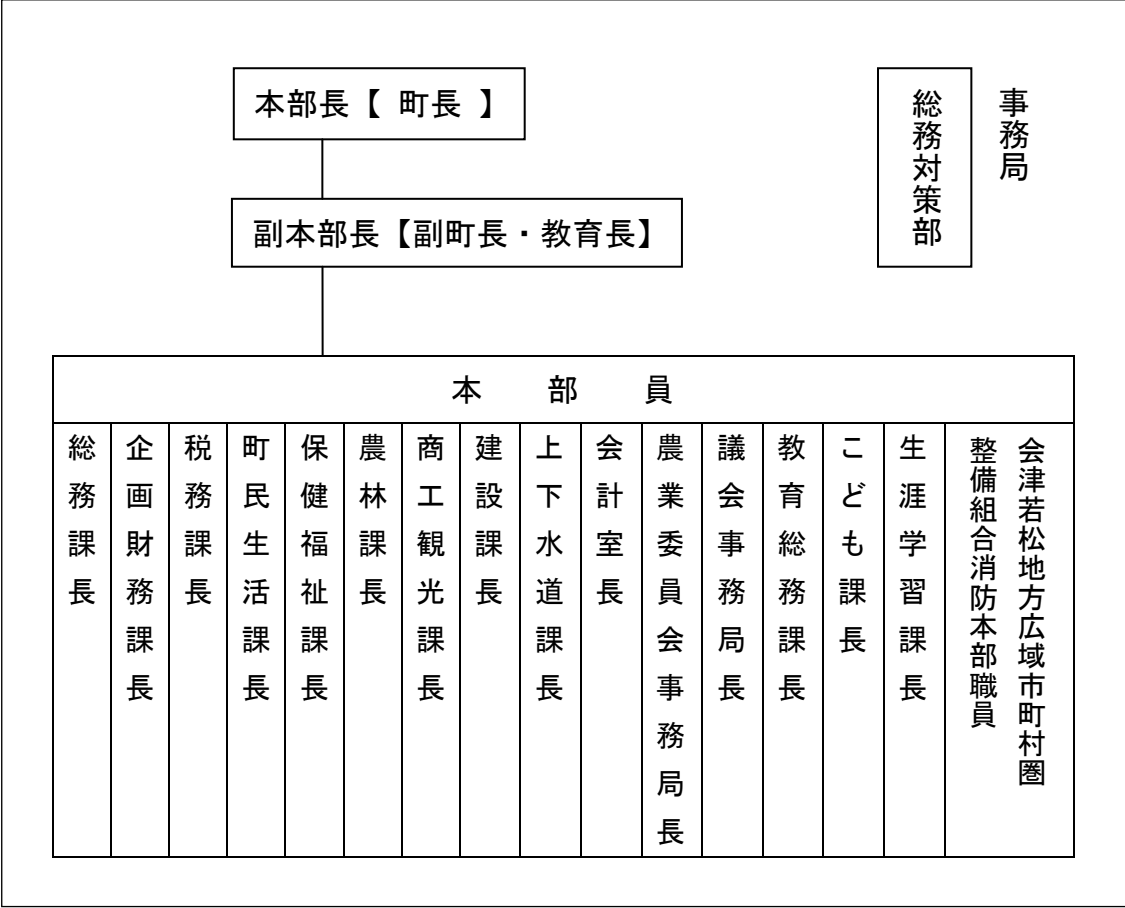 本部長【 町長 】
副本部長【副町長・教育長】
事務局
総務対策部
本部員
総務課長
企画財務課長
税務課長
町民生活課長
保健福祉課長
農林課長
商工観光課長
建設課長
上下水道課長
会計室長
農業委員会事務局長
議会事務局長
教育総務課長
こども課長
生涯学習課長
会津若松地方広域市町村圏
整備組合消防本部職員